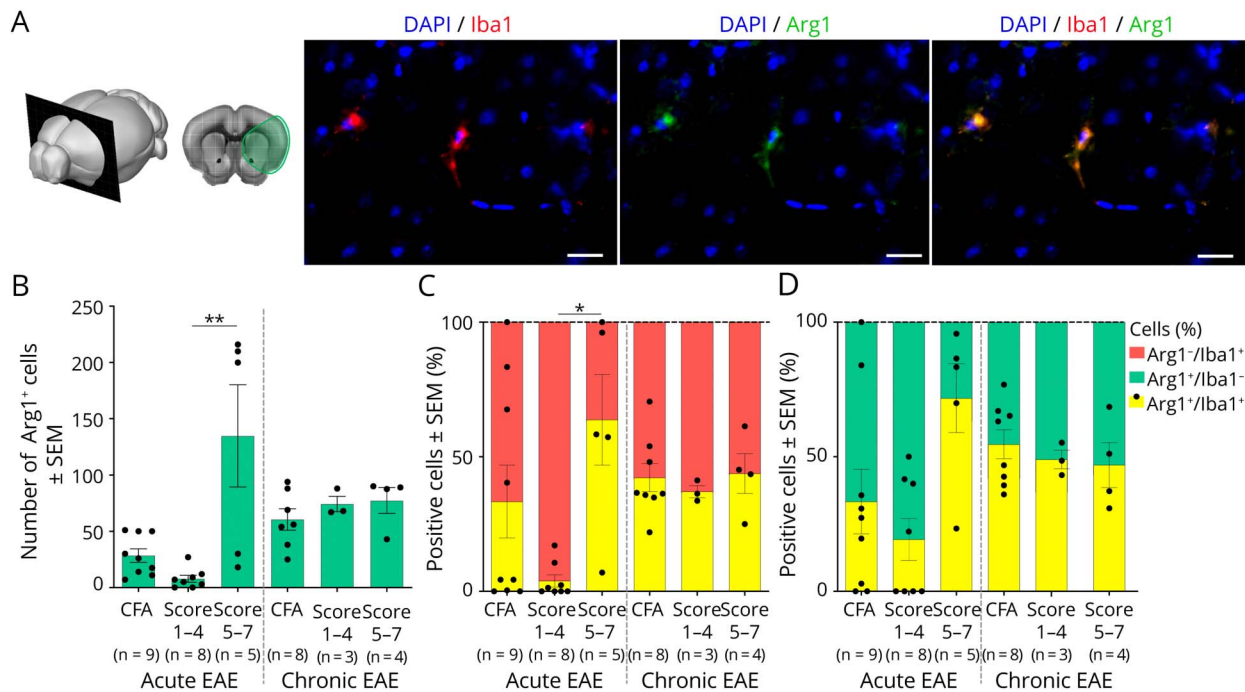 A
DAPI / Iba1
DAPI / Arg1
DAPI / Iba1 / Arg1
B
Number of Arg1⁺ cells
± SEM
250
200
150
100
50
0
**
CFA
Score
1–4
Score
5–7
CFA
Score
1–4
Score
5–7
(n = 9)
(n = 8)
(n = 5)
(n = 8)
(n = 3)
(n = 4)
Acute EAE
Chronic EAE
C
Positive cells ± SEM (%)
100
50
0
*
CFA
Score
1–4
Score
5–7
CFA
Score
1–4
Score
5–7
(n = 9)
(n = 8)
(n = 5)
(n = 8)
(n = 3)
(n = 4)
Acute EAE
Chronic EAE
D
Positive cells ± SEM (%)
100
50
0
CFA
Score
1–4
Score
5–7
CFA
Score
1–4
Score
5–7
(n = 9)
(n = 8)
(n = 5)
(n = 8)
(n = 3)
(n = 4)
Acute EAE
Chronic EAE
Cells (%)
Arg1⁻/Iba1⁺
Arg1⁺/Iba1⁻
Arg1⁺/Iba1⁺